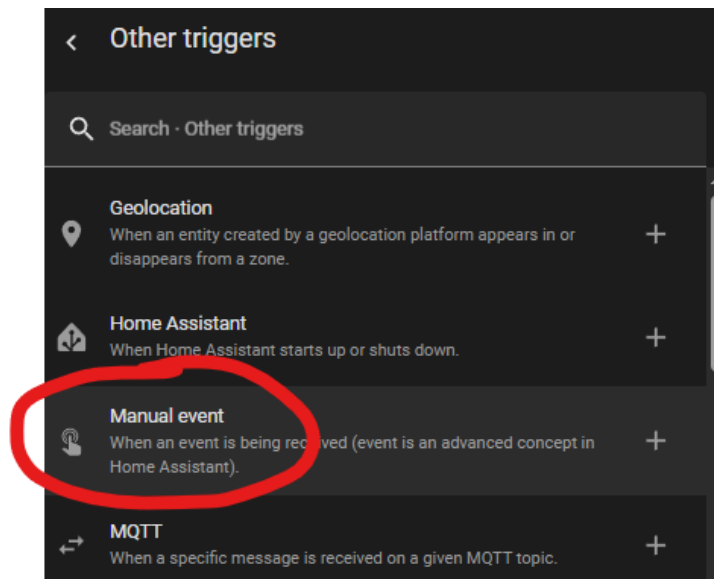 Other triggers
Search · Other triggers
Geolocation
When an entity created by a geolocation platform appears in or
disappears from a zone.
Home Assistant
When Home Assistant starts up or shuts down.
Manual event
When an event is being received (event is an advanced concept in
Home Assistant).
MQTT
When a specific message is received on a given MQTT topic.